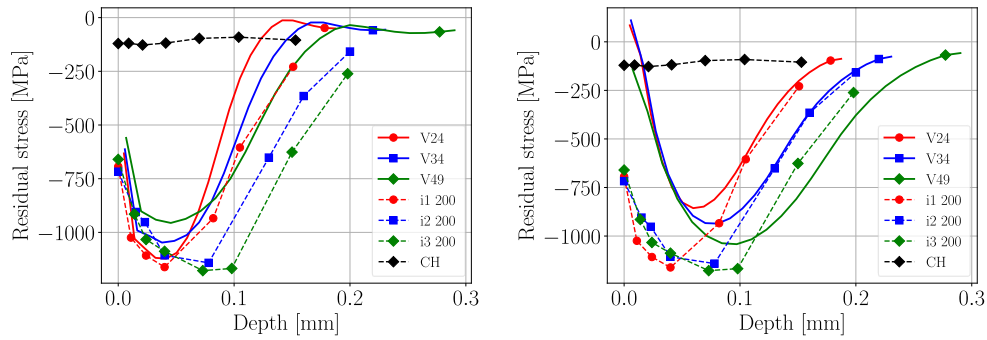 0
−250
−500
−750
−1000
Residual stress [MPa]
0.0
0.1
0.2
0.3
Depth [mm]
V24
V34
V49
i1 200
i2 200
i3 200
CH
0
−250
−500
−750
−1000
Residual stress [MPa]
0.0
0.1
0.2
0.3
Depth [mm]
V24
V34
V49
i1 200
i2 200
i3 200
CH